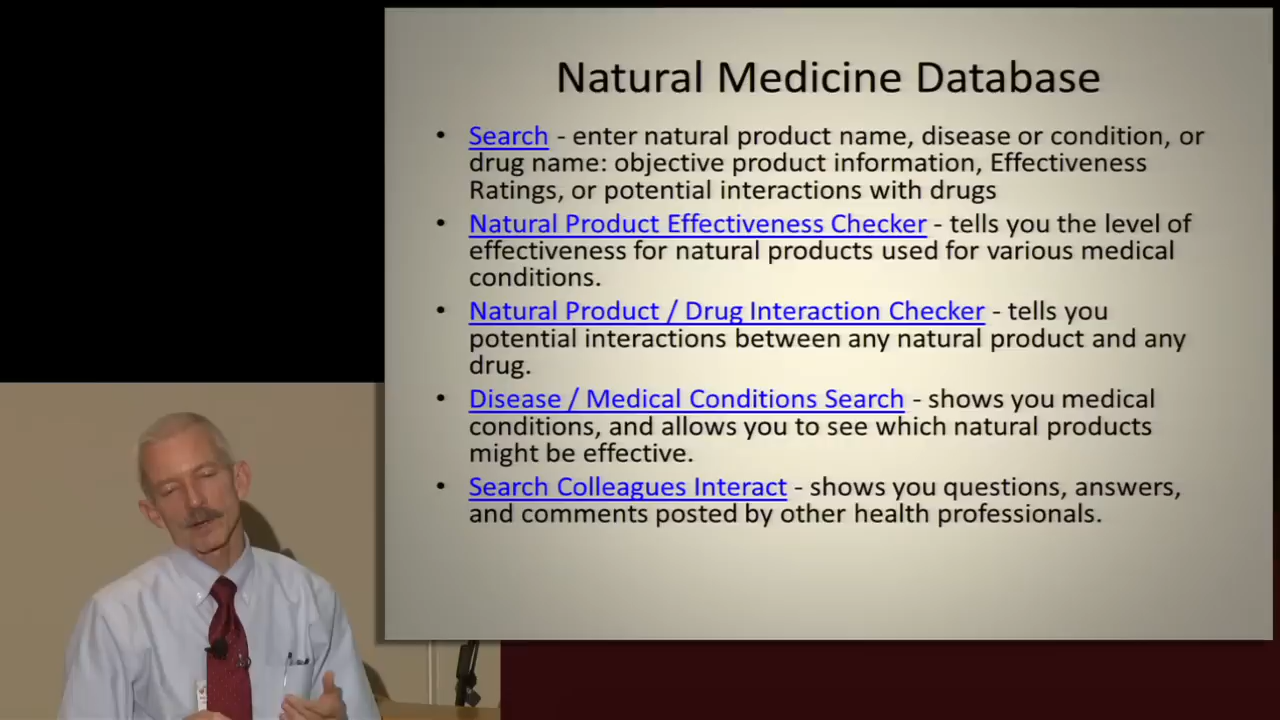 Natural Medicine Database
• Search - enter natural product name, disease or condition, or
drug name: objective product information, Effectiveness
Ratings, or potential interactions with drugs
• Natural Product Effectiveness Checker - tells you the level of
effectiveness for natural products used for various medical
conditions.
• Natural Product / Drug Interaction Checker - tells you
potential interactions between any natural product and any
drug.
• Disease / Medical Conditions Search - shows you medical
conditions, and allows you to see which natural products
might be effective.
• Search Colleagues Interact - shows you questions, answers,
and comments posted by other health professionals.